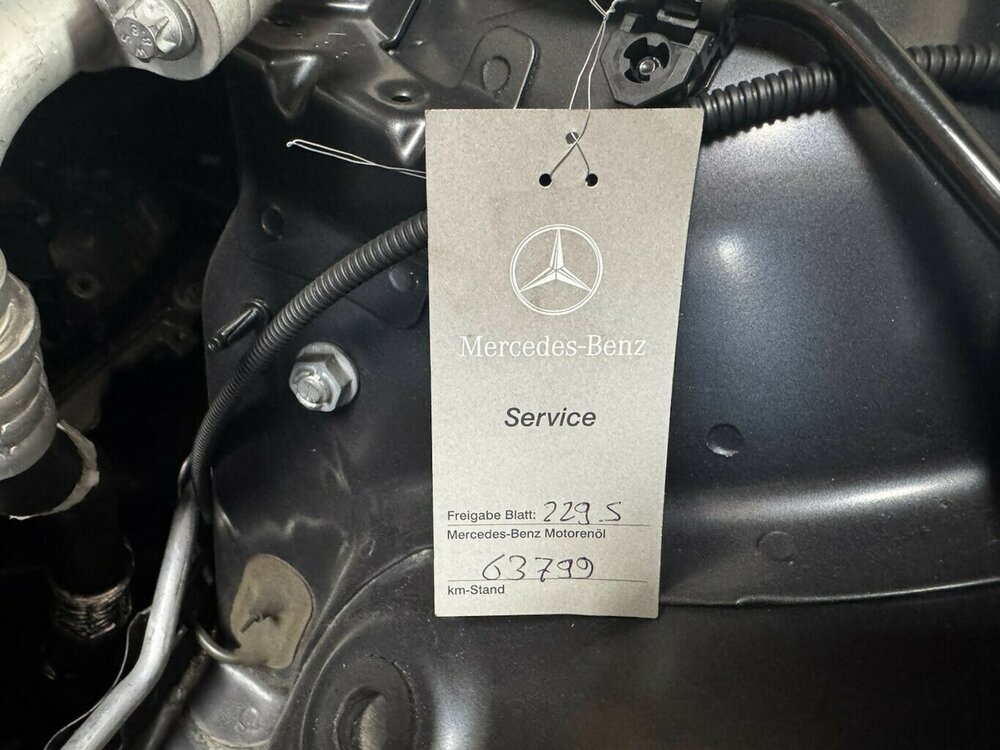 Mercedes-Benz
Service
Freigabe Blatt: 229.5
Mercedes-Benz Motorenöl
63799
km-Stand